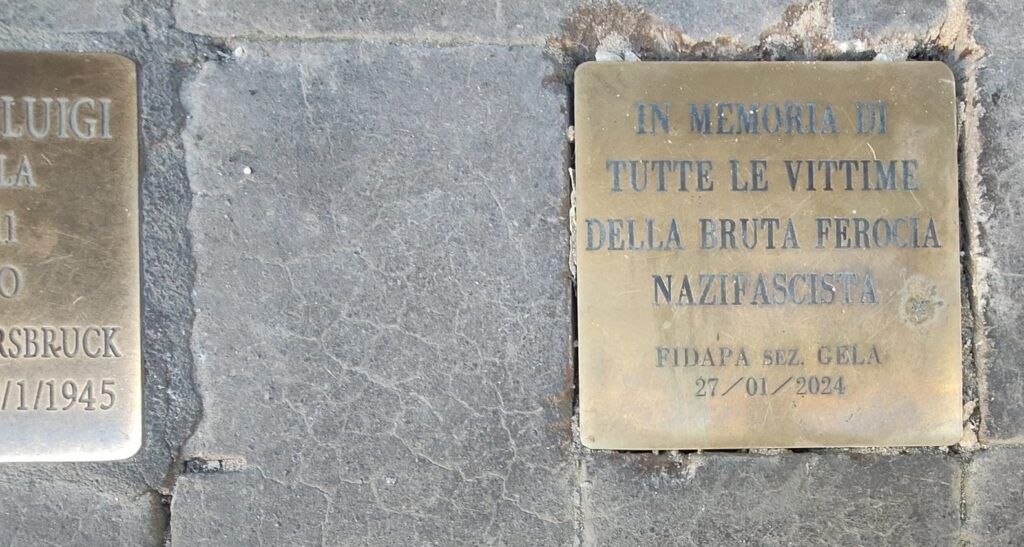 LUIGI
LA
11
O
RSBRUCK
/1/1945
IN MEMORIA DI
TUTTE LE VITTIME
DELLA BRUTA FEROCIA
NAZIFASCISTA
FIDAPA SEZ. GELA
27/01/2024